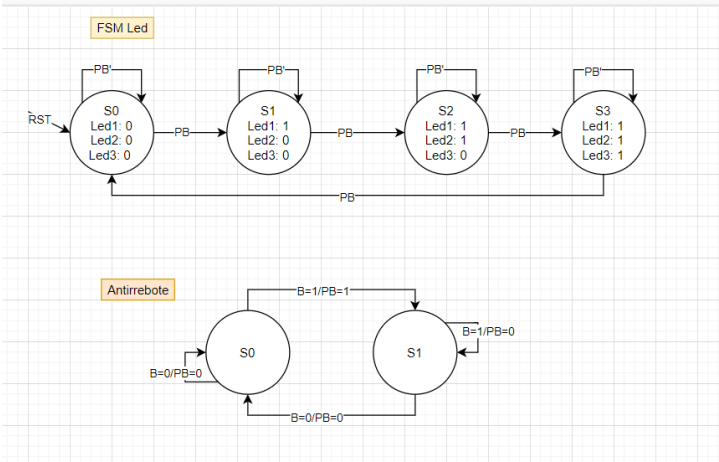 FSM Led
PB'
PB'
PB'
PB'
RST
S0
Led1: 0
Led2: 0
Led3: 0
PB
S1
Led1: 1
Led2: 0
Led3: 0
PB
S2
Led1: 1
Led2: 1
Led3: 0
PB
S3
Led1: 1
Led2: 1
Led3: 1
PB
Antirrebote
B=1/PB=1
S0
S1
B=1/PB=0
B=0/PB=0
B=0/PB=0